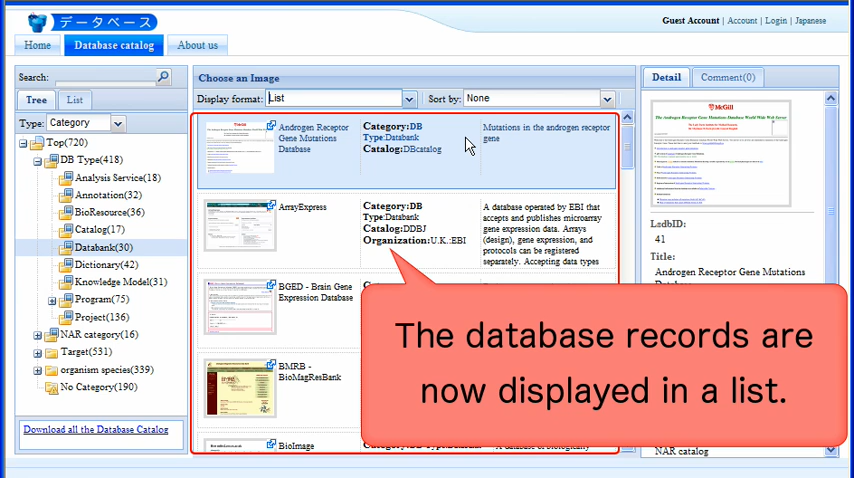 データベース
Guest Account | Account | Login | Japanese
Home
Database catalog
About us
Search:
Tree
List
Type: Category
Top(720)
DB Type(418)
Analysis Service(18)
Annotation(32)
BioResource(36)
Catalog(17)
Databank(30)
Dictionary(42)
Knowledge Model(31)
Program(75)
Project(136)
NAR category(16)
Target(531)
organism species(339)
No Category(190)
Download all the Database Catalog
Choose an Image
Display format: List
Sort by: None
Androgen Receptor
Gene Mutations
Database
Category:DB
Type:Databank
Catalog:DBcatalog
Mutations in the androgen receptor
gene
ArrayExpress
Category:DB
Type:Databank
Catalog:DDBJ
Organization:U.K.:EBI
A database operated by EBI that
accepts and publishes microarray
gene expression data. Arrays
(design), gene expression, and
protocols can be registered
separately. Accepting data types
BGED - Brain Gene
Expression Database
BMRB -
BioMagResBank
BioImage
The database records are
now displayed in a list.
Detail
Comment(0)
McGill
The Androgen Receptor Gene Mutations Database World Wide Web Server
LsdbID:
41
Title:
Androgen Receptor Gene Mutations
NAR catalog